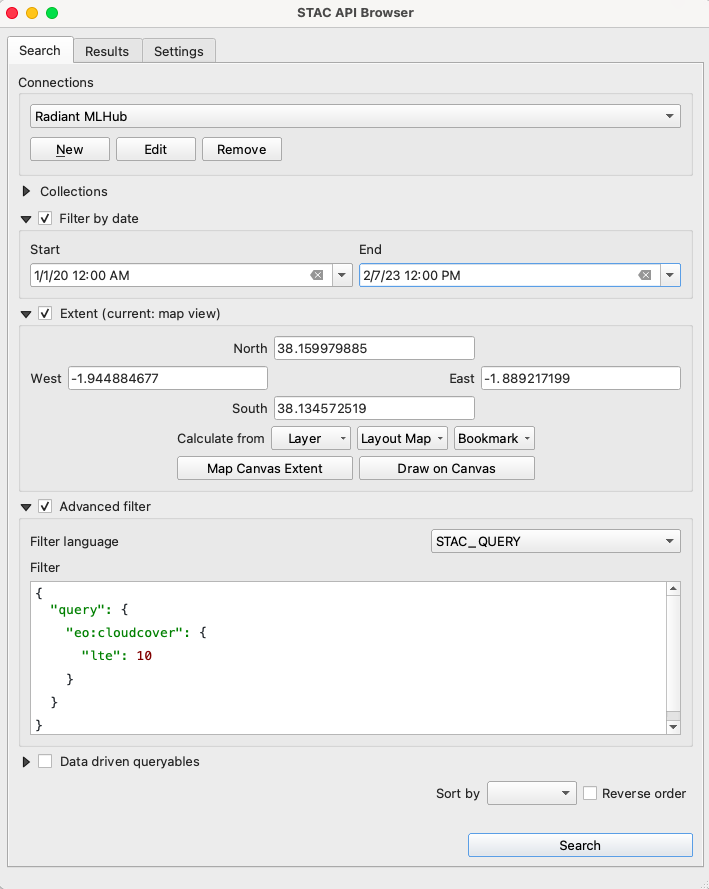 STAC API Browser
Search Results Settings
Connections
Radiant MLHub
New Edit Remove
Collections
Filter by date
Start End
1/1/20 12:00 AM 2/7/23 12:00 PM
Extent (current: map view)
North 38.159979885
West -1.944884677 East -1.889217199
South 38.134572519
Calculate from Layer Layout Map Bookmark
Map Canvas Extent Draw on Canvas
Advanced filter
Filter language STAC_QUERY
Filter
{
"query": {
"eo:cloudcover": {
"lte": 10
}
}
}
Data driven queryables
Sort by Reverse order
Search